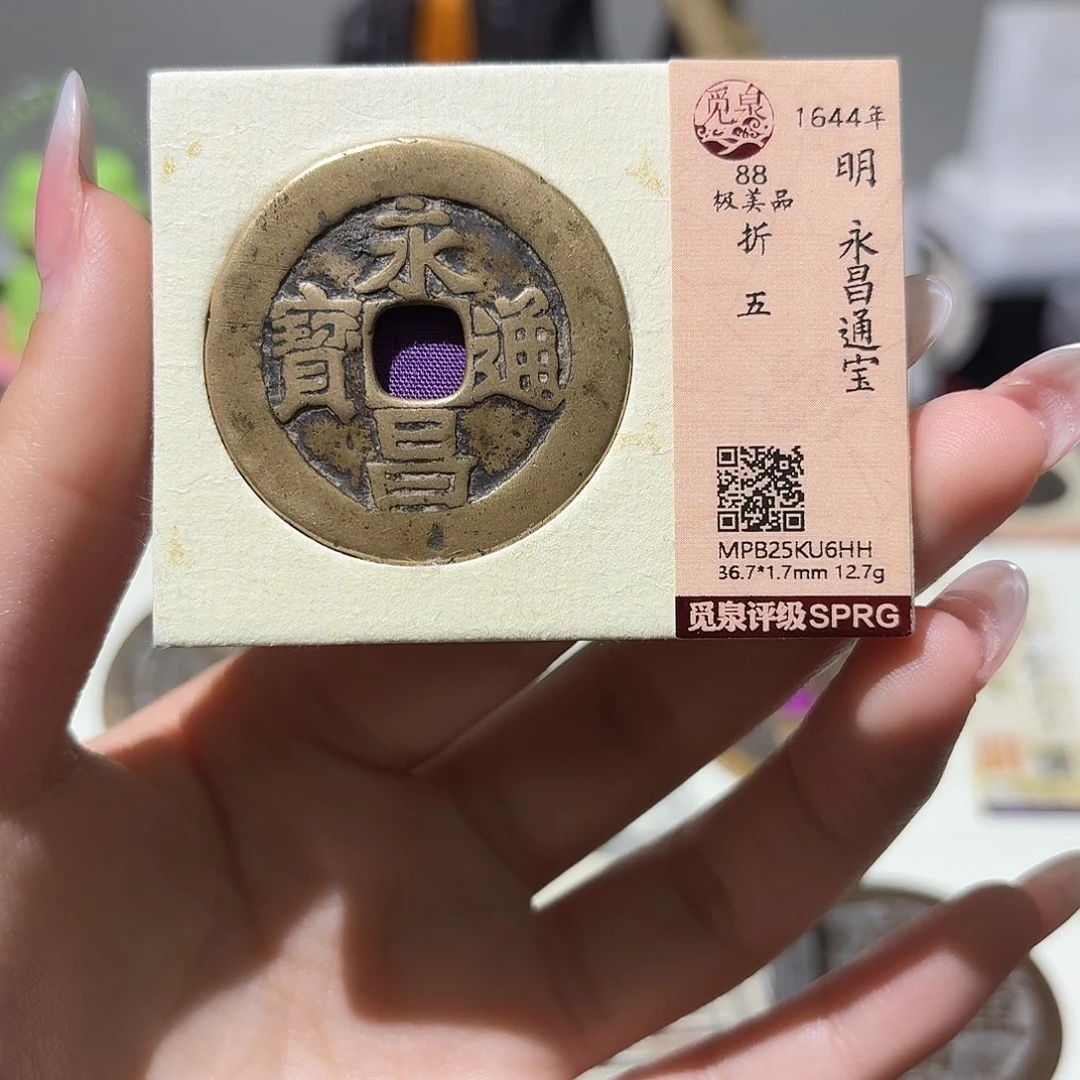 永昌通寶
觅泉
88
极美品
折
五
1644年
明 永昌通宝
MPB25KU6HH
36.7*1.7mm 12.7g
觅泉评级SPRG